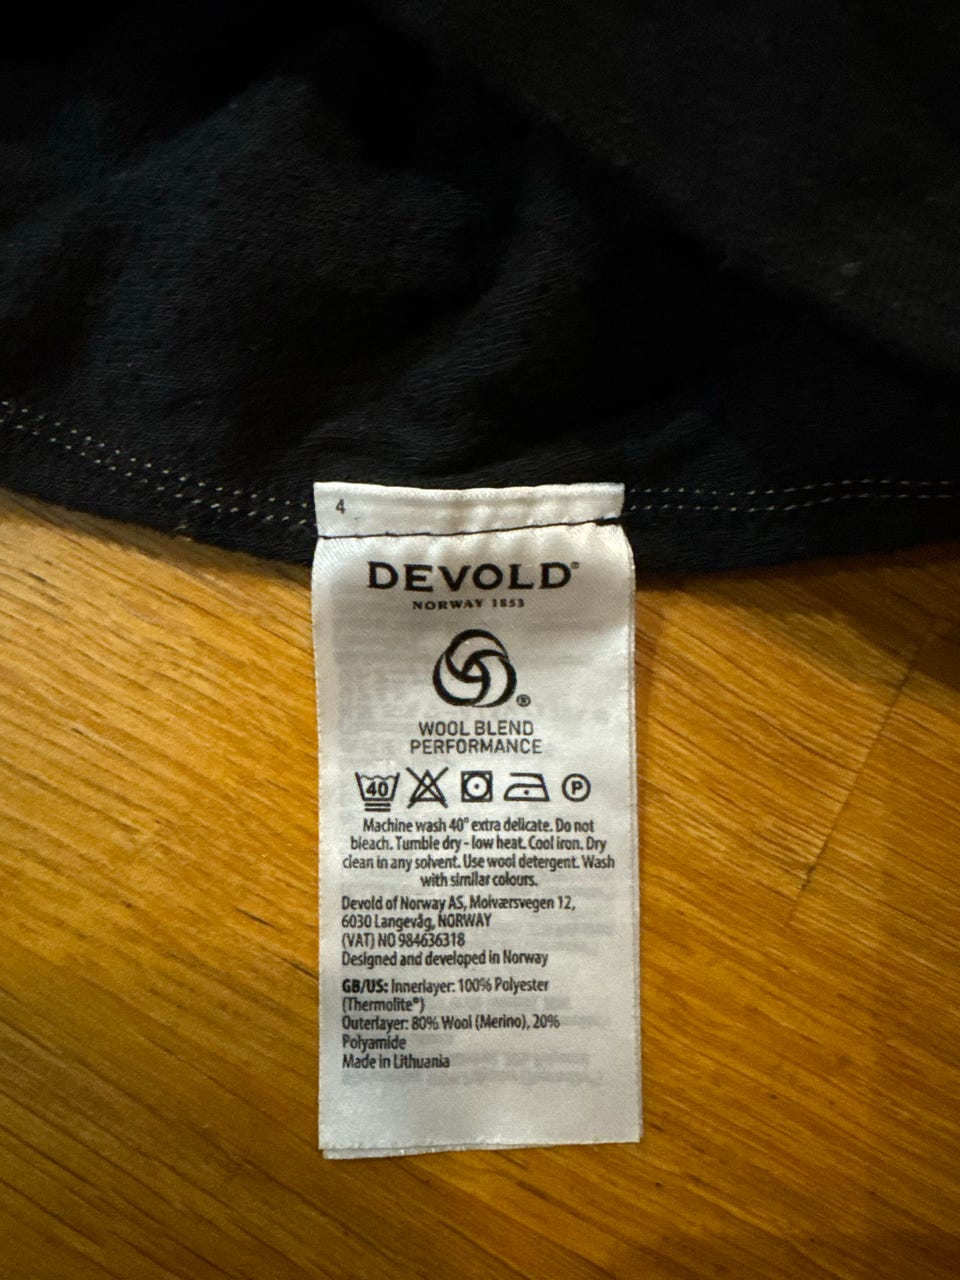 4
DEVOLD®
NORWAY 1853
®
WOOL BLEND
PERFORMANCE
40 P
Machine wash 40° extra delicate. Do not
bleach. Tumble dry - low heat. Cool iron. Dry
clean in any solvent. Use wool detergent. Wash
with similar colours.
Devold of Norway AS, Molværsvegen 12,
6030 Langevåg, NORWAY
(VAT) NO 984636318
Designed and developed in Norway
GB/US: Innerlayer: 100% Polyester
(Thermolite®)
Outerlayer: 80% Wool (Merino), 20%
Polyamide
Made in Lithuania